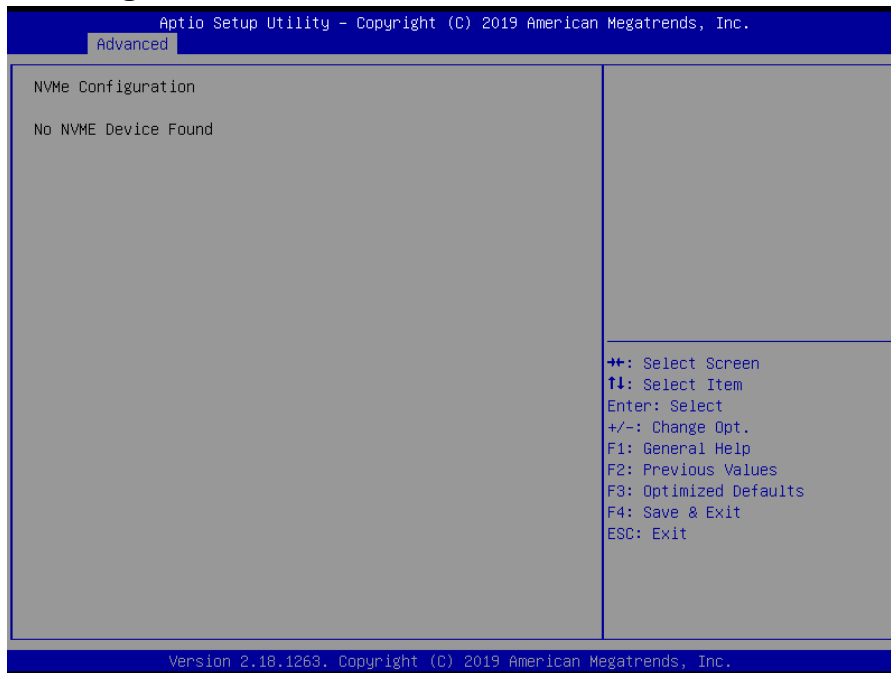 Aptio Setup Utility – Copyright (C) 2019 American Megatrends, Inc.
Advanced
NVMe Configuration
No NVME Device Found
→←: Select Screen
↑↓: Select Item
Enter: Select
+/-: Change Opt.
F1: General Help
F2: Previous Values
F3: Optimized Defaults
F4: Save & Exit
ESC: Exit
Version 2.18.1263. Copyright (C) 2019 American Megatrends, Inc.